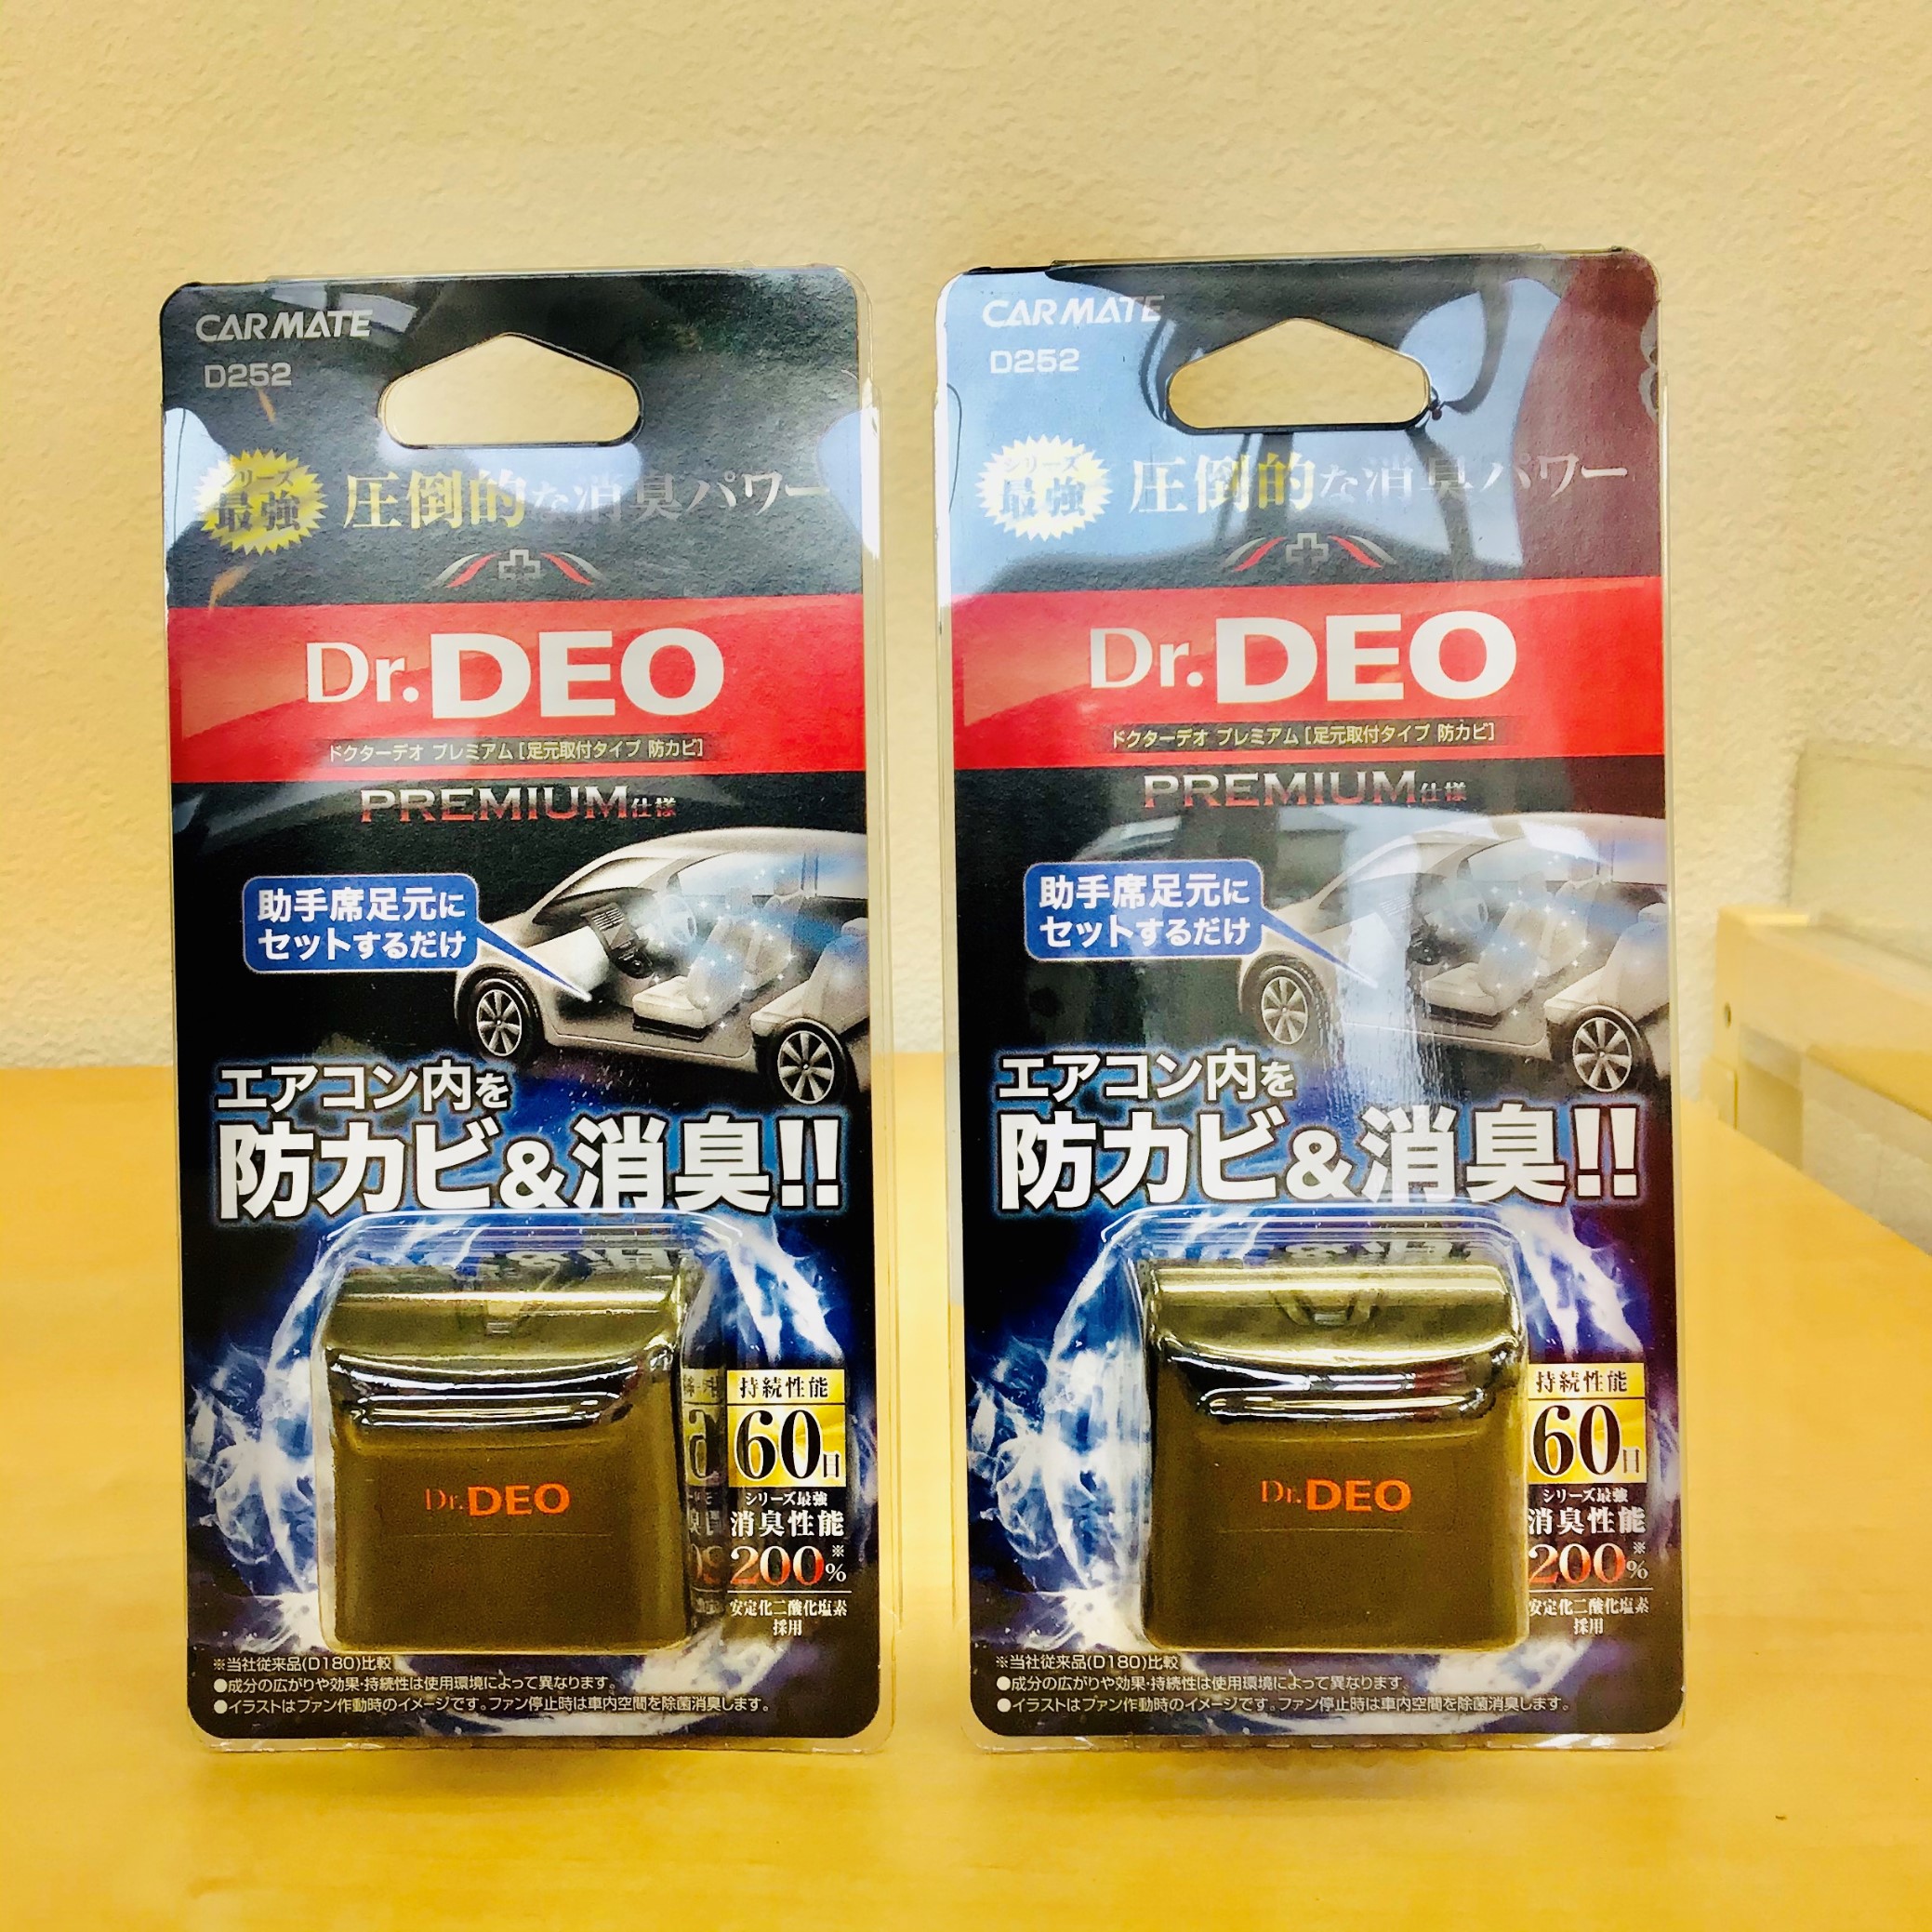 CARMATE
D252
シリーズ
最強
圧倒的な消臭パワー
Dr.DEO
ドクターデオ プレミアム [足元取付タイプ 防カビ]
PREMIUM仕様
助手席足元に
セットするだけ
エアコン内を
防カビ&消臭!!
Dr.DEO
持続性能
60日
シリーズ最強
消臭性能
200%※
安定化二酸化塩素
採用
※当社従来品(D180)比較
●成分の広がりや効果・持続性は使用環境によって異なります。
●イラストはファン作動時のイメージです。ファン停止時は車内空間を除菌消臭します。
CARMATE
D252
シリーズ
最強
圧倒的な消臭パワー
Dr.DEO
ドクターデオ プレミアム [足元取付タイプ 防カビ]
PREMIUM仕様
助手席足元に
セットするだけ
エアコン内を
防カビ&消臭!!
Dr.DEO
持続性能
60日
シリーズ最強
消臭性能
200%※
安定化二酸化塩素
採用
※当社従来品(D180)比較
●成分の広がりや効果・持続性は使用環境によって異なります。
●イラストはファン作動時のイメージです。ファン停止時は車内空間を除菌消臭します。